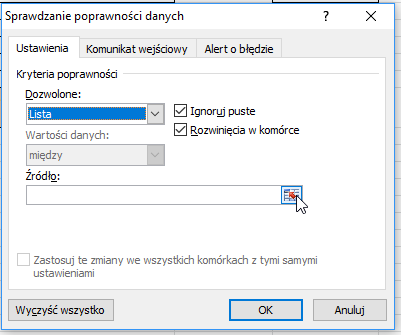 Sprawdzanie poprawności danych
Ustawienia Komunikat wejściowy Alert o błędzie
Kryteria poprawności
Dozwolone:
Lista
Ignoruj puste
Wartości danych:
Rozwinięcia w komórce
między
Źródło:
Zastosuj te zmiany we wszystkich komórkach z tymi samymi
ustawieniami
Wyczyść wszystko OK Anuluj